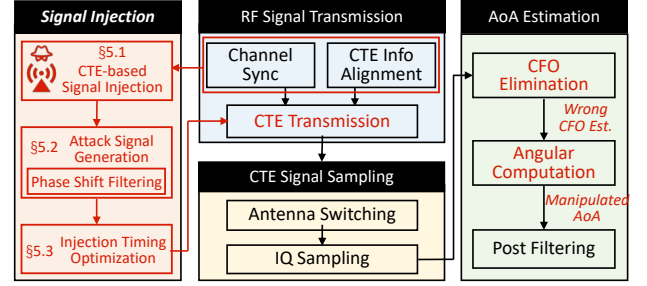 Signal Injection
§5.1
CTE-based
Signal Injection
§5.2 Attack Signal
Generation
Phase Shift Filtering
§5.3 Injection Timing
Optimization
RF Signal Transmission
Channel
Sync
CTE Info
Alignment
CTE Transmission
CTE Signal Sampling
Antenna Switching
IQ Sampling
AoA Estimation
CFO
Elimination
Wrong
CFO Est.
Angular
Computation
Manipulated
AoA
Post Filtering